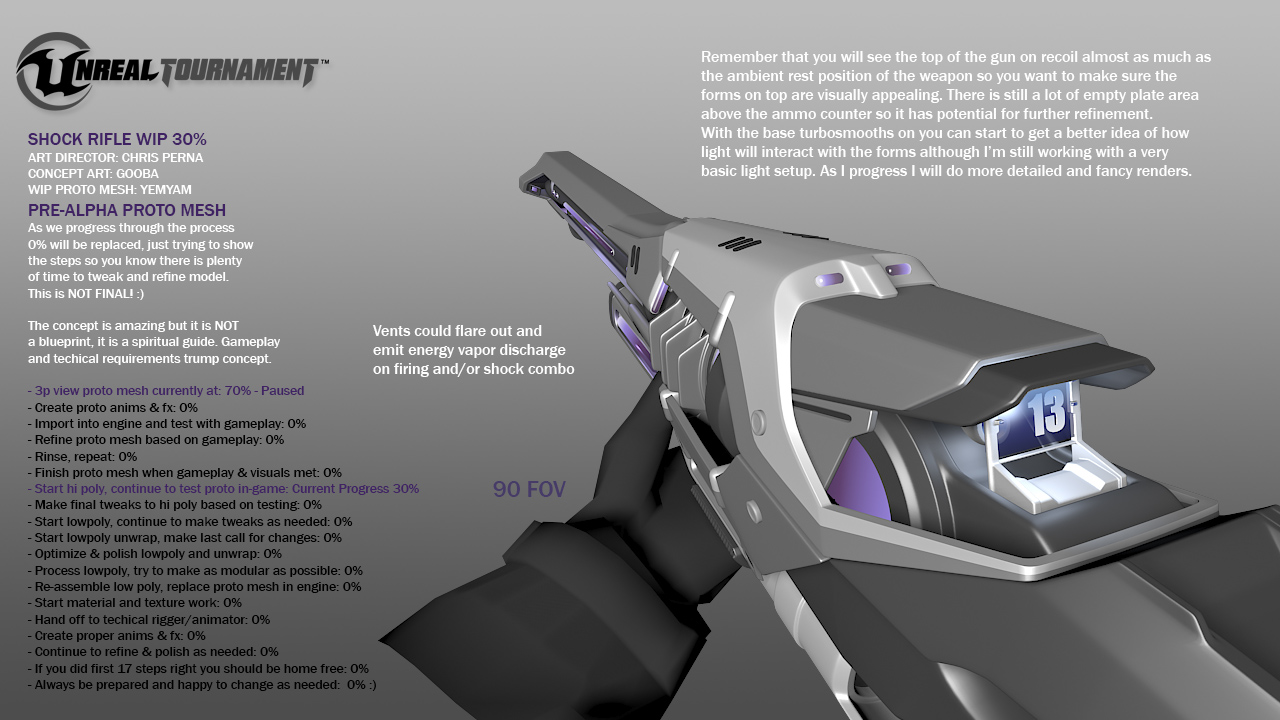 UNREAL TOURNAMENT™
SHOCK RIFLE WIP 30%
ART DIRECTOR: CHRIS PERNA
CONCEPT ART: GOOBA
WIP PROTO MESH: YEMYAM
PRE-ALPHA PROTO MESH
As we progress through the process
0% will be replaced, just trying to show
the steps so you know there is plenty
of time to tweak and refine model.
This is NOT FINAL! :)
The concept is amazing but it is NOT
a blueprint, it is a spiritual guide. Gameplay
and techical requirements trump concept.
- 3p view proto mesh currently at: 70% - Paused
- Create proto anims & fx: 0%
- Import into engine and test with gameplay: 0%
- Refine proto mesh based on gameplay: 0%
- Rinse, repeat: 0%
- Finish proto mesh when gameplay & visuals met: 0%
- Start hi poly, continue to test proto in-game: Current Progress 30%
- Make final tweaks to hi poly based on testing: 0%
- Start lowpoly, continue to make tweaks as needed: 0%
- Start lowpoly unwrap, make last call for changes: 0%
- Optimize & polish lowpoly and unwrap: 0%
- Process lowpoly, try to make as modular as possible: 0%
- Re-assemble low poly, replace proto mesh in engine: 0%
- Start material and texture work: 0%
- Hand off to techical rigger/animator: 0%
- Create proper anims & fx: 0%
- Continue to refine & polish as needed: 0%
- If you did first 17 steps right you should be home free: 0%
- Always be prepared and happy to change as needed:  0% :)
Vents could flare out and
emit energy vapor discharge
on firing and/or shock combo
90 FOV
Remember that you will see the top of the gun on recoil almost as much as
the ambient rest position of the weapon so you want to make sure the
forms on top are visually appealing. There is still a lot of empty plate area
above the ammo counter so it has potential for further refinement.
With the base turbosmooths on you can start to get a better idea of how
light will interact with the forms although I'm still working with a very
basic light setup. As I progress I will do more detailed and fancy renders.
13